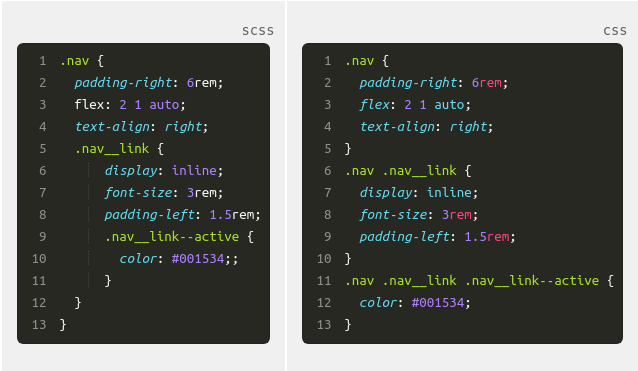 scss
1 .nav {
2   padding-right: 6rem;
3   flex: 2 1 auto;
4   text-align: right;
5   .nav__link {
6       display: inline;
7       font-size: 3rem;
8       padding-left: 1.5rem;
9       .nav__link--active {
10         color: #001534;;
11       }
12   }
13 }
css
1 .nav {
2   padding-right: 6rem;
3   flex: 2 1 auto;
4   text-align: right;
5 }
6 .nav .nav__link {
7   display: inline;
8   font-size: 3rem;
9   padding-left: 1.5rem;
10 }
11 .nav .nav__link .nav__link--active {
12   color: #001534;
13 }